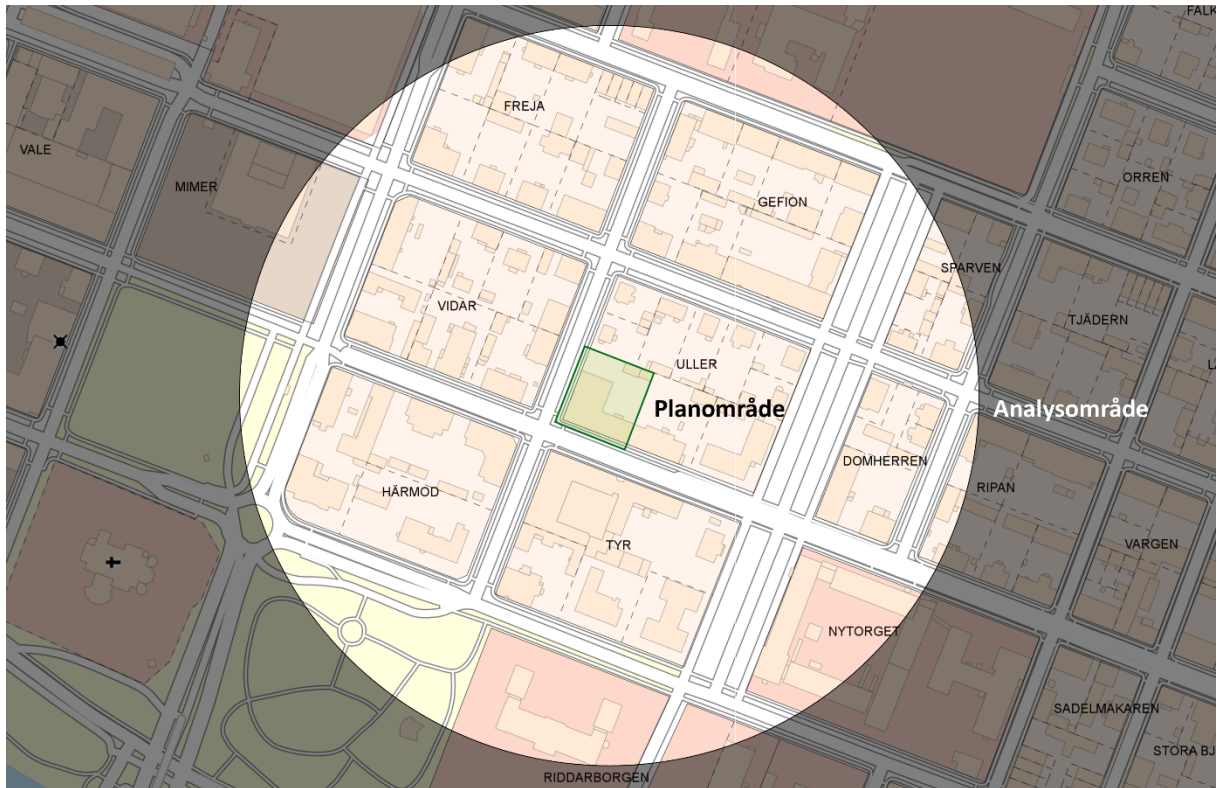 FALK
FREJA
VALE
ORREN
MIMER
GEFION
SPARVEN
VIDAR
TJÄDERN
ULLER
Planområde
Analysområde
DOMHERREN
HÄRMOD
RIPAN
TYR
VARGEN
NYTORGET
SADELMAKAREN
STORA BJ
RIDDARBORGEN